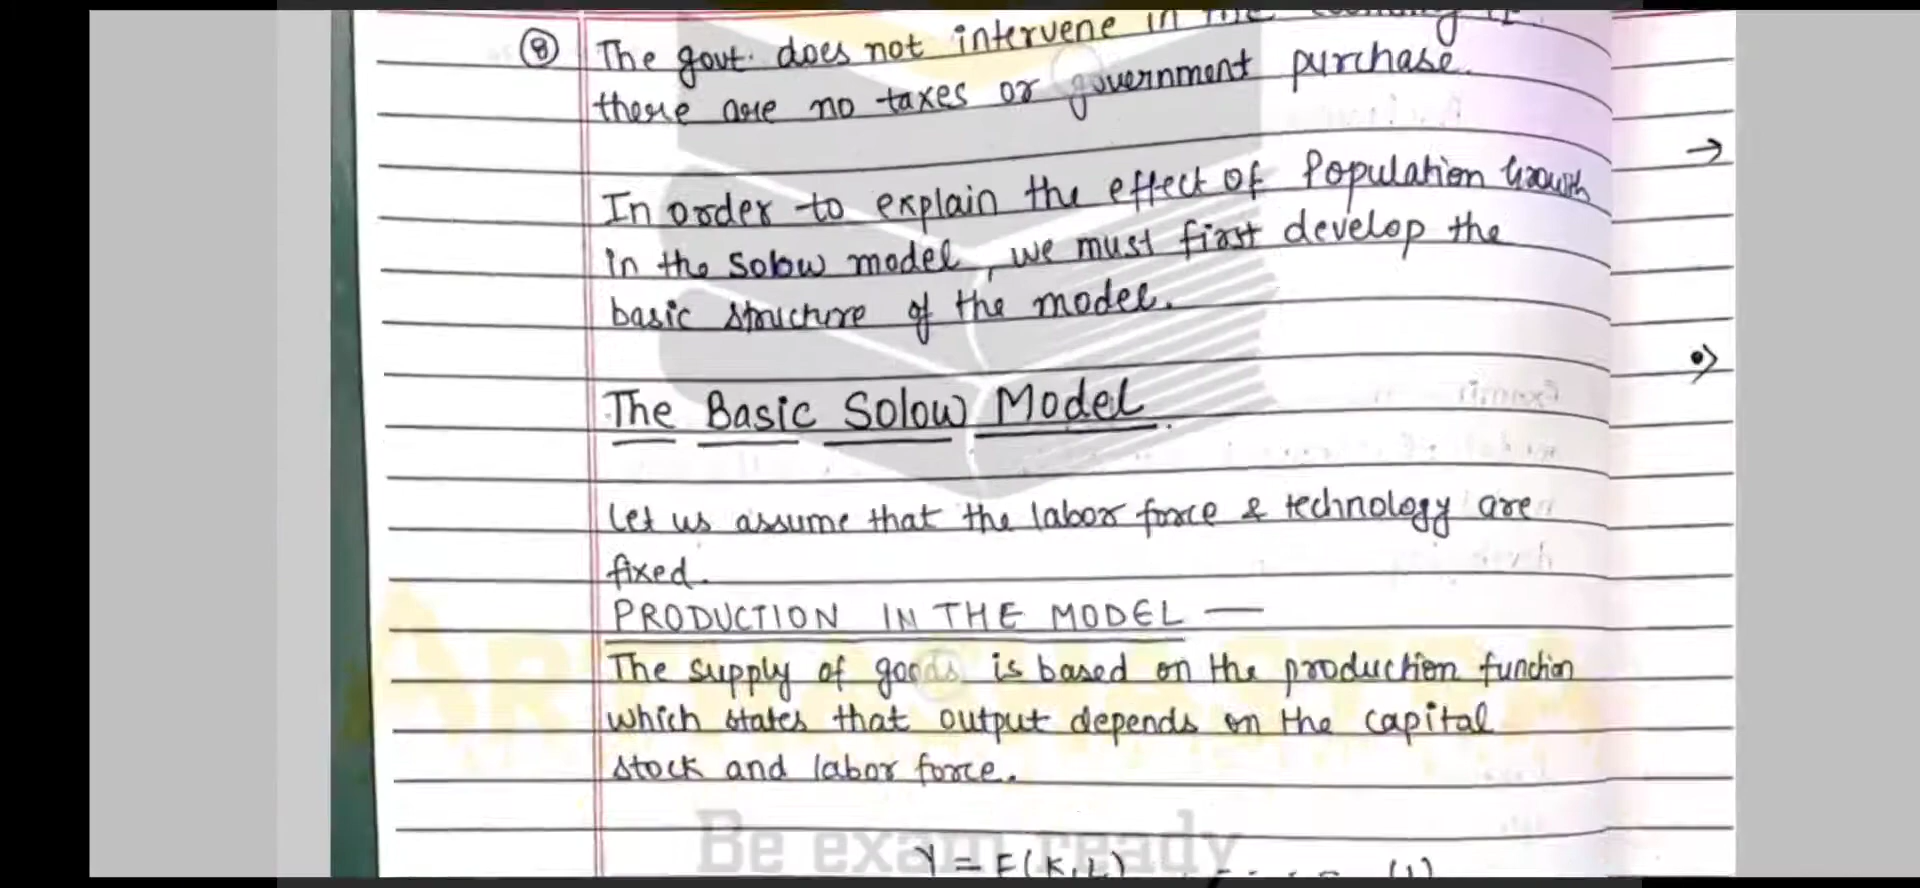 ⑧ The govt. does not intervene in the economy i.e.
there are no taxes or government purchase.
In order to explain the effect of Population Growth
in the Solow model, we must first develop the
basic structure of the model.
The Basic Solow Model
Let us assume that the labor force & technology are
fixed.
PRODUCTION IN THE MODEL —
The supply of goods is based on the production function
which states that output depends on the capital
stock and labor force.
Be exam ready
Y = F(K,L) (1)